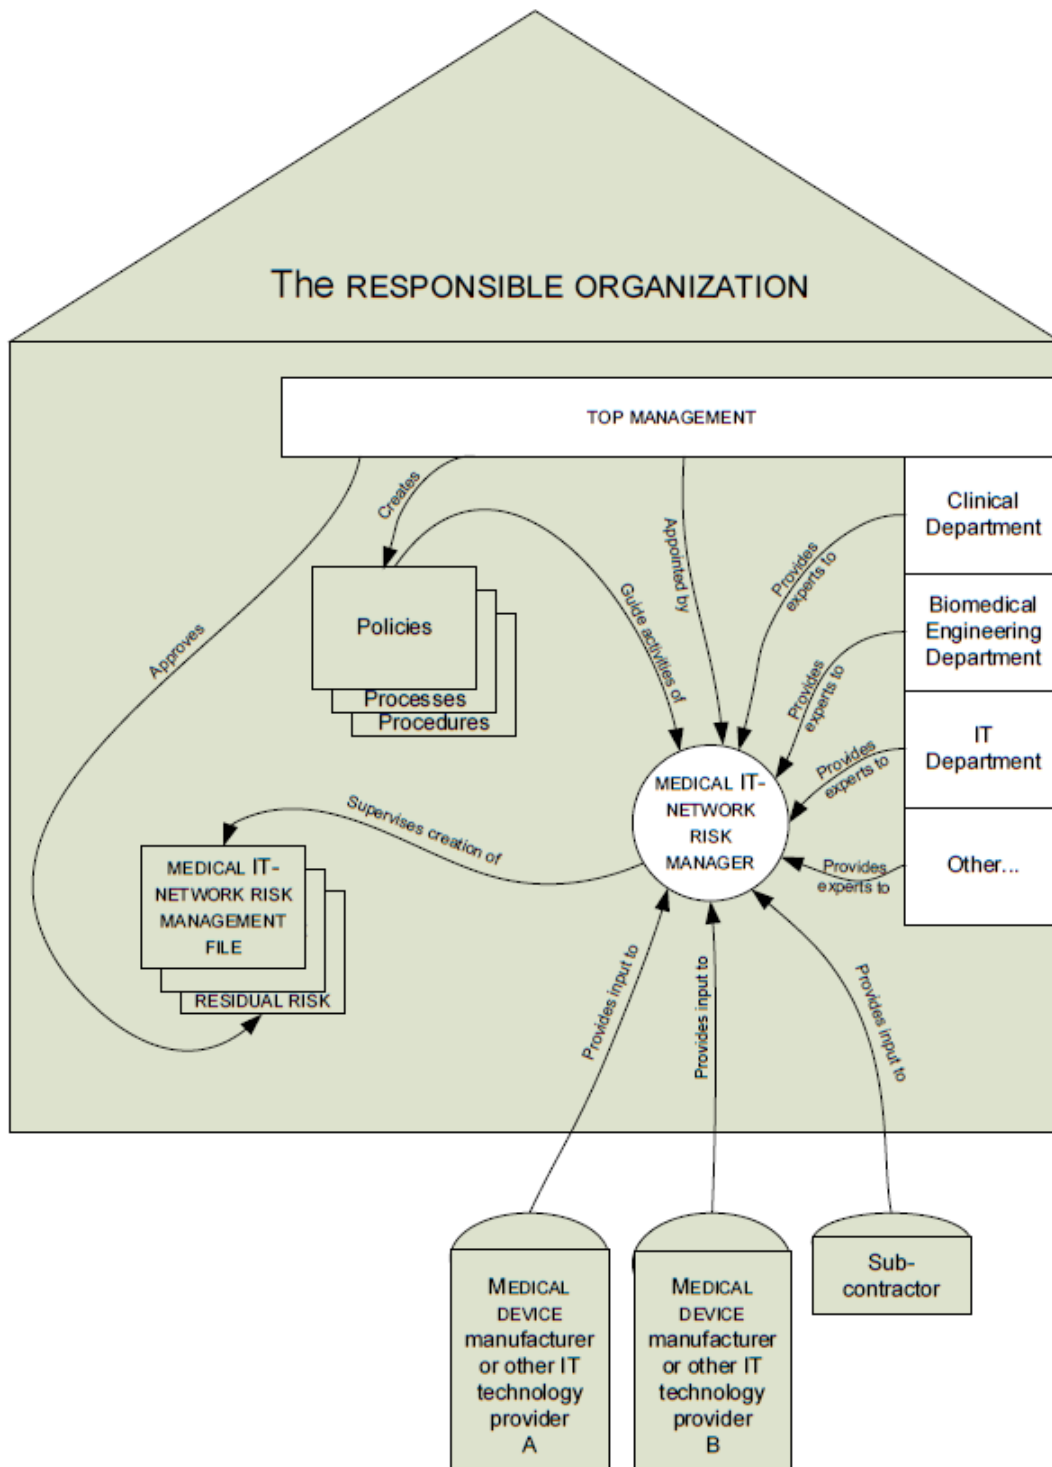 The RESPONSIBLE ORGANIZATION
TOP MANAGEMENT
Creates
Appointed by
Approves
Guide activities of
Policies
Processes
Procedures
Clinical
Department
Provides
experts to
Biomedical
Engineering
Department
Provides
experts to
IT
Department
Provides
experts to
Other...
Provides
experts to
MEDICAL IT-
NETWORK
RISK
MANAGER
Supervises creation of
MEDICAL IT-
NETWORK RISK
MANAGEMENT
FILE
RESIDUAL RISK
Provides input to
Provides input to
Provides input to
MEDICAL
DEVICE
manufacturer
or other IT
technology
provider
A
MEDICAL
DEVICE
manufacturer
or other IT
technology
provider
B
Sub-
contractor